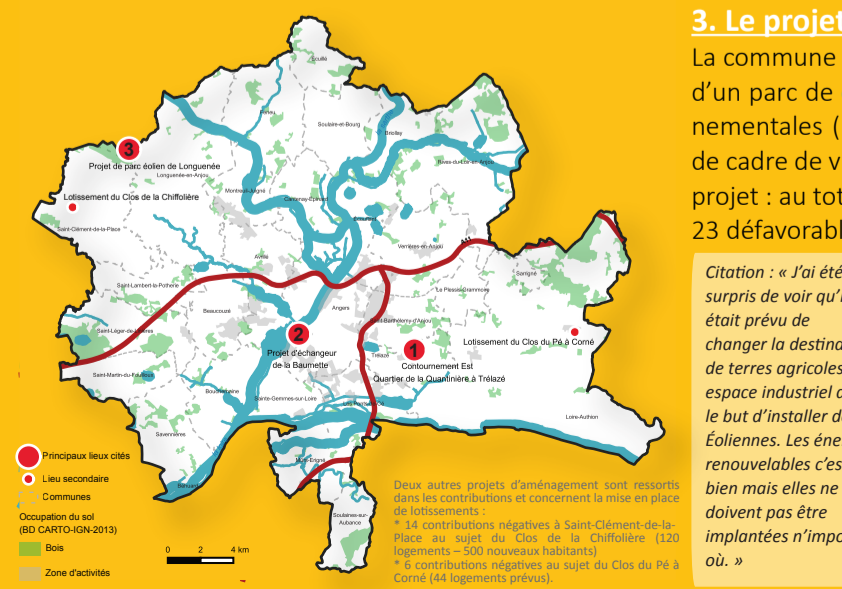 Ecuillé
Feneu
Soulaire-et-Bourg
Briollay
3
Projet de parc éolien de Longuenée
Longuenée-en-Anjou
Rives-du-Loir-en Anjou
Lotissement du Clos de la Chiffolière
Montreuil-Juigné
Cantenay-Epinard
Ecouflant
Saint-Clément-de-la-Place
Verrières-en-Anjou
Avrillé
Sarrigné
Saint-Lambert-la-Potherie
Le Plessis-Grammoire
Beaucouzé
Angers
Saint-Barthélemy-d'Anjou
Saint-Léger-de-Linières
2
Projet d'échangeur
de la Baumette
Lotissement du Clos du Pé à Corné
Trélazé
1
Contournement Est
Quartier de la Quantinière à Trélazé
Saint-Martin-du-Fouilloux
Bouchemaine
Sainte-Gemmes-sur-Loire
Les Ponts-de-Cé
Loire-Authion
Savennières
Mûrs-Erigné
Béhuard
Soulaines-sur-
Aubance
Principaux lieux cités
Lieu secondaire
Communes
Occupation du sol
(BD CARTO-IGN-2013)
Bois
Zone d'activités
0 2 4 km
Deux autres projets d'aménagement sont ressortis
dans les contributions et concernent la mise en place
de lotissements :
* 14 contributions négatives à Saint-Clément-de-la-
Place au sujet du Clos de la Chiffolière (120
logements – 500 nouveaux habitants)
* 6 contributions négatives au sujet du Clos du Pé à
Corné (44 logements prévus).
3. Le projet
La commune
d'un parc de
nementales (
de cadre de v
projet : au tot
23 défavorabl
Citation : « J'ai été
surpris de voir qu'i
était prévu de
changer la destina
de terres agricoles
espace industriel d
le but d'installer d
Éoliennes. Les éne
renouvelables c'es
bien mais elles ne
doivent pas être
implantées n'impo
où. »